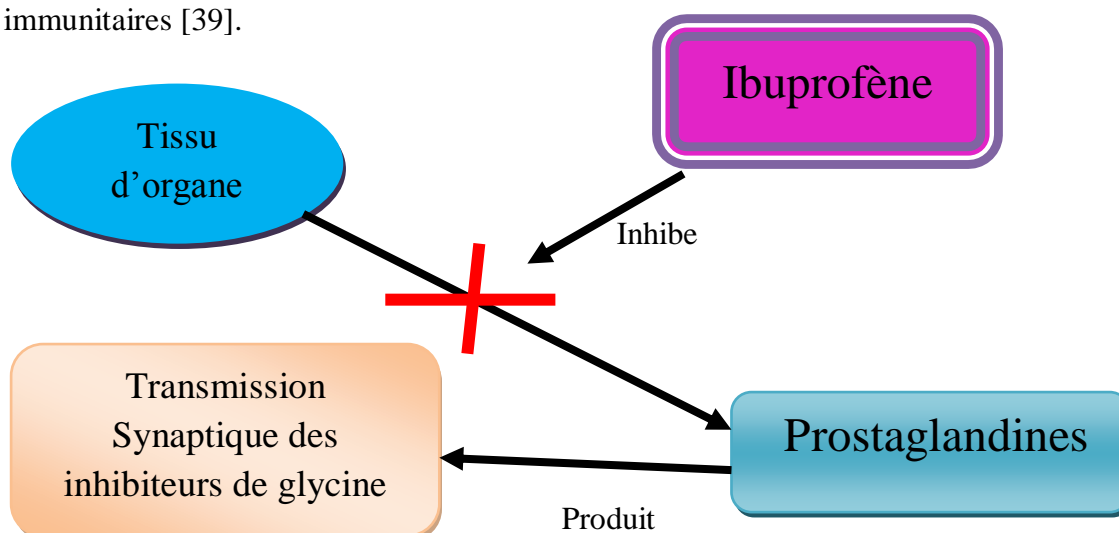 immunitaires [39].
Ibuprofène
Tissu
d’organe
Inhibe
Transmission
Synaptique des
inhibiteurs de glycine
Prostaglandines
Produit